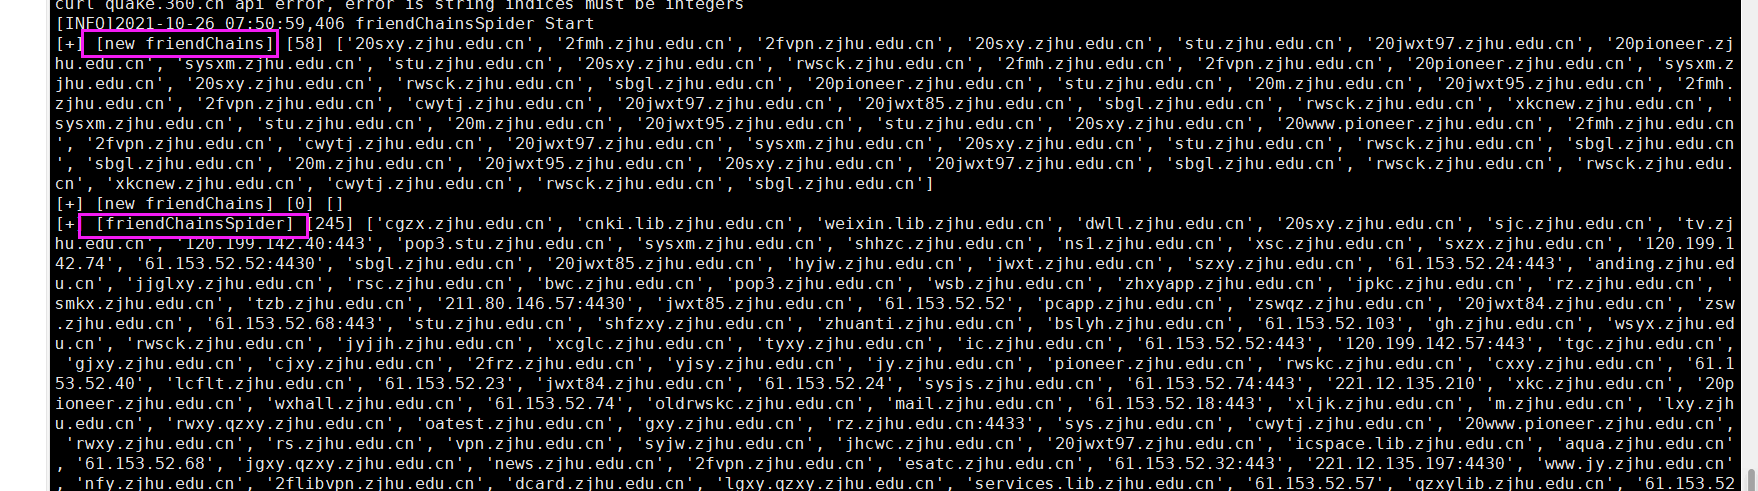 curl quake.360.cn api error, error is string indices must be integers
[INFO]2021-10-26 07:50:59,406 friendChainsSpider Start
[+] [new friendChains] [58] ['20sxy.zjhu.edu.cn', '2fmh.zjhu.edu.cn', '2fvpn.zjhu.edu.cn', '20sxy.zjhu.edu.cn', 'stu.zjhu.edu.cn', '20jwxt97.zjhu.edu.cn', '20pioneer.zj
hu.edu.cn', 'sysxm.zjhu.edu.cn', 'stu.zjhu.edu.cn', '20sxy.zjhu.edu.cn', 'rwsck.zjhu.edu.cn', '2fmh.zjhu.edu.cn', '2fvpn.zjhu.edu.cn', '20pioneer.zjhu.edu.cn', 'sysxm.z
jhu.edu.cn', '20sxy.zjhu.edu.cn', 'rwsck.zjhu.edu.cn', 'sbgl.zjhu.edu.cn', '20pioneer.zjhu.edu.cn', 'stu.zjhu.edu.cn', '20m.zjhu.edu.cn', '20jwxt95.zjhu.edu.cn', '2fmh.
zjhu.edu.cn', '2fvpn.zjhu.edu.cn', 'cwytj.zjhu.edu.cn', '20jwxt97.zjhu.edu.cn', '20jwxt85.zjhu.edu.cn', 'sbgl.zjhu.edu.cn', 'rwsck.zjhu.edu.cn', 'xkcnew.zjhu.edu.cn', '
sysxm.zjhu.edu.cn', 'stu.zjhu.edu.cn', '20m.zjhu.edu.cn', '20jwxt95.zjhu.edu.cn', 'stu.zjhu.edu.cn', '20sxy.zjhu.edu.cn', '20www.pioneer.zjhu.edu.cn', '2fmh.zjhu.edu.cn
', '2fvpn.zjhu.edu.cn', 'cwytj.zjhu.edu.cn', '20jwxt97.zjhu.edu.cn', 'sysxm.zjhu.edu.cn', '20sxy.zjhu.edu.cn', 'stu.zjhu.edu.cn', 'rwsck.zjhu.edu.cn', 'sbgl.zjhu.edu.cn
', 'sbgl.zjhu.edu.cn', '20m.zjhu.edu.cn', '20jwxt95.zjhu.edu.cn', '20sxy.zjhu.edu.cn', '20jwxt97.zjhu.edu.cn', 'sbgl.zjhu.edu.cn', 'rwsck.zjhu.edu.cn', 'rwsck.zjhu.edu.
cn', 'xkcnew.zjhu.edu.cn', 'cwytj.zjhu.edu.cn', 'rwsck.zjhu.edu.cn', 'sbgl.zjhu.edu.cn']
[+] [new friendChains] [0] []
[+] [friendChainsSpider] [245] ['cgzx.zjhu.edu.cn', 'cnki.lib.zjhu.edu.cn', 'weixin.lib.zjhu.edu.cn', 'dwll.zjhu.edu.cn', '20sxy.zjhu.edu.cn', 'sjc.zjhu.edu.cn', 'tv.zj
hu.edu.cn', '120.199.142.40:443', 'pop3.stu.zjhu.edu.cn', 'sysxm.zjhu.edu.cn', 'shhzc.zjhu.edu.cn', 'ns1.zjhu.edu.cn', 'xsc.zjhu.edu.cn', 'sxzx.zjhu.edu.cn', '120.199.1
42.74', '61.153.52.52:4430', 'sbgl.zjhu.edu.cn', '20jwxt85.zjhu.edu.cn', 'hyjw.zjhu.edu.cn', 'jwxt.zjhu.edu.cn', 'szxy.zjhu.edu.cn', '61.153.52.24:443', 'anding.zjhu.ed
u.cn', 'jjglxy.zjhu.edu.cn', 'rsc.zjhu.edu.cn', 'bwc.zjhu.edu.cn', 'pop3.zjhu.edu.cn', 'wsb.zjhu.edu.cn', 'zhxyapp.zjhu.edu.cn', 'jpkc.zjhu.edu.cn', 'rz.zjhu.edu.cn', '
smkx.zjhu.edu.cn', 'tzb.zjhu.edu.cn', '211.80.146.57:4430', 'jwxt85.zjhu.edu.cn', '61.153.52.52', 'pcapp.zjhu.edu.cn', 'zswqz.zjhu.edu.cn', '20jwxt84.zjhu.edu.cn', 'zsw
.zjhu.edu.cn', '61.153.52.68:443', 'stu.zjhu.edu.cn', 'shfzxy.zjhu.edu.cn', 'zhuanti.zjhu.edu.cn', 'bslyh.zjhu.edu.cn', '61.153.52.103', 'gh.zjhu.edu.cn', 'wsyx.zjhu.ed
u.cn', 'rwsck.zjhu.edu.cn', 'jyjjh.zjhu.edu.cn', 'xcglc.zjhu.edu.cn', 'tyxy.zjhu.edu.cn', 'ic.zjhu.edu.cn', '61.153.52.52:443', '120.199.142.57:443', 'tgc.zjhu.edu.cn',
'gjxy.zjhu.edu.cn', 'cjxy.zjhu.edu.cn', '2frz.zjhu.edu.cn', 'yjsy.zjhu.edu.cn', 'jy.zjhu.edu.cn', 'pioneer.zjhu.edu.cn', 'rwskc.zjhu.edu.cn', 'cxxy.zjhu.edu.cn', '61.1
53.52.40', 'lcflt.zjhu.edu.cn', '61.153.52.23', 'jwxt84.zjhu.edu.cn', '61.153.52.24', 'sysjs.zjhu.edu.cn', '61.153.52.74:443', '221.12.135.210', 'xkc.zjhu.edu.cn', '20p
ioneer.zjhu.edu.cn', 'wxhall.zjhu.edu.cn', '61.153.52.74', 'oldrwskc.zjhu.edu.cn', 'mail.zjhu.edu.cn', '61.153.52.18:443', 'xljk.zjhu.edu.cn', 'm.zjhu.edu.cn', 'lxy.zjh
u.edu.cn', 'rwxy.qzxy.zjhu.edu.cn', 'oatest.zjhu.edu.cn', 'gxy.zjhu.edu.cn', 'rz.zjhu.edu.cn:4433', 'sys.zjhu.edu.cn', 'cwytj.zjhu.edu.cn', '20www.pioneer.zjhu.edu.cn',
'rwxy.zjhu.edu.cn', 'rs.zjhu.edu.cn', 'vpn.zjhu.edu.cn', 'syjw.zjhu.edu.cn', 'jhcwc.zjhu.edu.cn', '20jwxt97.zjhu.edu.cn', 'icspace.lib.zjhu.edu.cn', 'aqua.zjhu.edu.cn'
, '61.153.52.68', 'jgxy.qzxy.zjhu.edu.cn', 'news.zjhu.edu.cn', '2fvpn.zjhu.edu.cn', 'esatc.zjhu.edu.cn', '61.153.52.32:443', '221.12.135.197:4430', 'www.jy.zjhu.edu.cn'
, 'nfy.zjhu.edu.cn', '2flibvpn.zjhu.edu.cn', 'dcard.zjhu.edu.cn', 'lgxy.qzxy.zjhu.edu.cn', 'services.lib.zjhu.edu.cn', '61.153.52.57', 'qzxylib.zjhu.edu.cn', '61.153.52